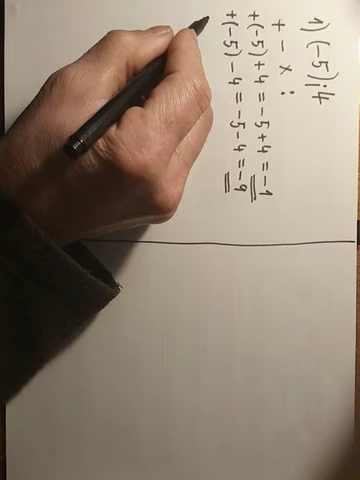 1) (-5) ; 4
+ - x :
+(-5)+4=-5+4=-1
+(-5)-4=-5-4=-9